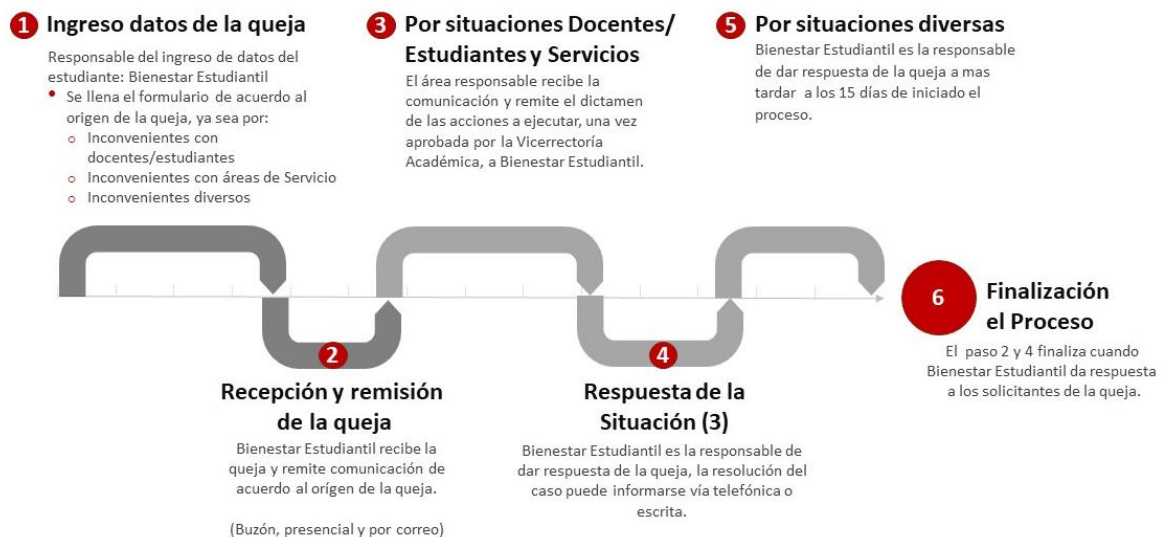 1 Ingreso datos de la queja
Responsable del ingreso de datos del
estudiante: Bienestar Estudiantil
• Se llena el formulario de acuerdo al
origen de la queja, ya sea por:
o Inconvenientes con
docentes/estudiantes
o Inconvenientes con áreas de Servicio
o Inconvenientes diversos
2
Recepción y remisión
de la queja
Bienestar Estudiantil recibe la
queja y remite comunicación de
acuerdo al orígen de la queja.
(Buzón, presencial y por correo)
3 Por situaciones Docentes/
Estudiantes y Servicios
El área responsable recibe la
comunicación y remite el dictamen
de las acciones a ejecutar, una vez
aprobada por la Vicerrectoría
Académica, a Bienestar Estudiantil.
4
Respuesta de la
Situación (3)
Bienestar Estudiantil es la responsable de
dar respuesta de la queja, la resolución del
caso puede informarse vía telefónica o
escrita.
5 Por situaciones diversas
Bienestar Estudiantil es la responsable
de dar respuesta de la queja a mas
tardar a los 15 días de iniciado el
proceso.
6 Finalización
el Proceso
El paso 2 y 4 finaliza cuando
Bienestar Estudiantil da respuesta
a los solicitantes de la queja.